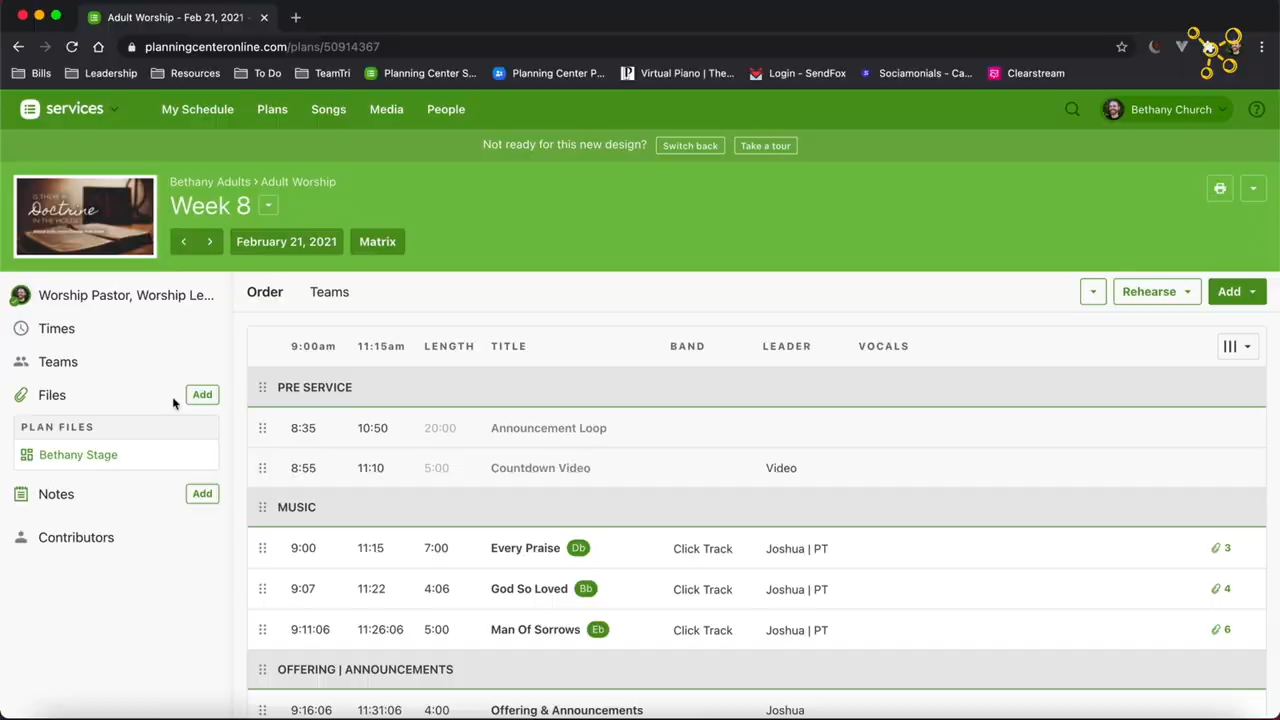 Adult Worship - Feb 21, 2021
planningcenteronline.com/plans/50914367
Bills Leadership Resources To Do TeamTri Planning Center S... Planning Center P... Virtual Piano | The... Login - SendFox Sociamonials - Ca... Clearstream
services My Schedule Plans Songs Media People Bethany Church
Not ready for this new design? Switch back Take a tour
IS THERE
Doctrine
IN THE HOUSE?
Bethany Adults › Adult Worship
Week 8
February 21, 2021 Matrix
Worship Pastor, Worship Le...
Times
Teams
Files Add
PLAN FILES
Bethany Stage
Notes Add
Contributors
Order Teams Rehearse Add
9:00am 11:15am LENGTH TITLE BAND LEADER VOCALS
PRE SERVICE
8:35 10:50 20:00 Announcement Loop
8:55 11:10 5:00 Countdown Video Video
MUSIC
9:00 11:15 7:00 Every Praise Db Click Track Joshua | PT 3
9:07 11:22 4:06 God So Loved Bb Click Track Joshua | PT 4
9:11:06 11:26:06 5:00 Man Of Sorrows Eb Click Track Joshua | PT 6
OFFERING | ANNOUNCEMENTS
9:16:06 11:31:06 4:00 Offering & Announcements Joshua